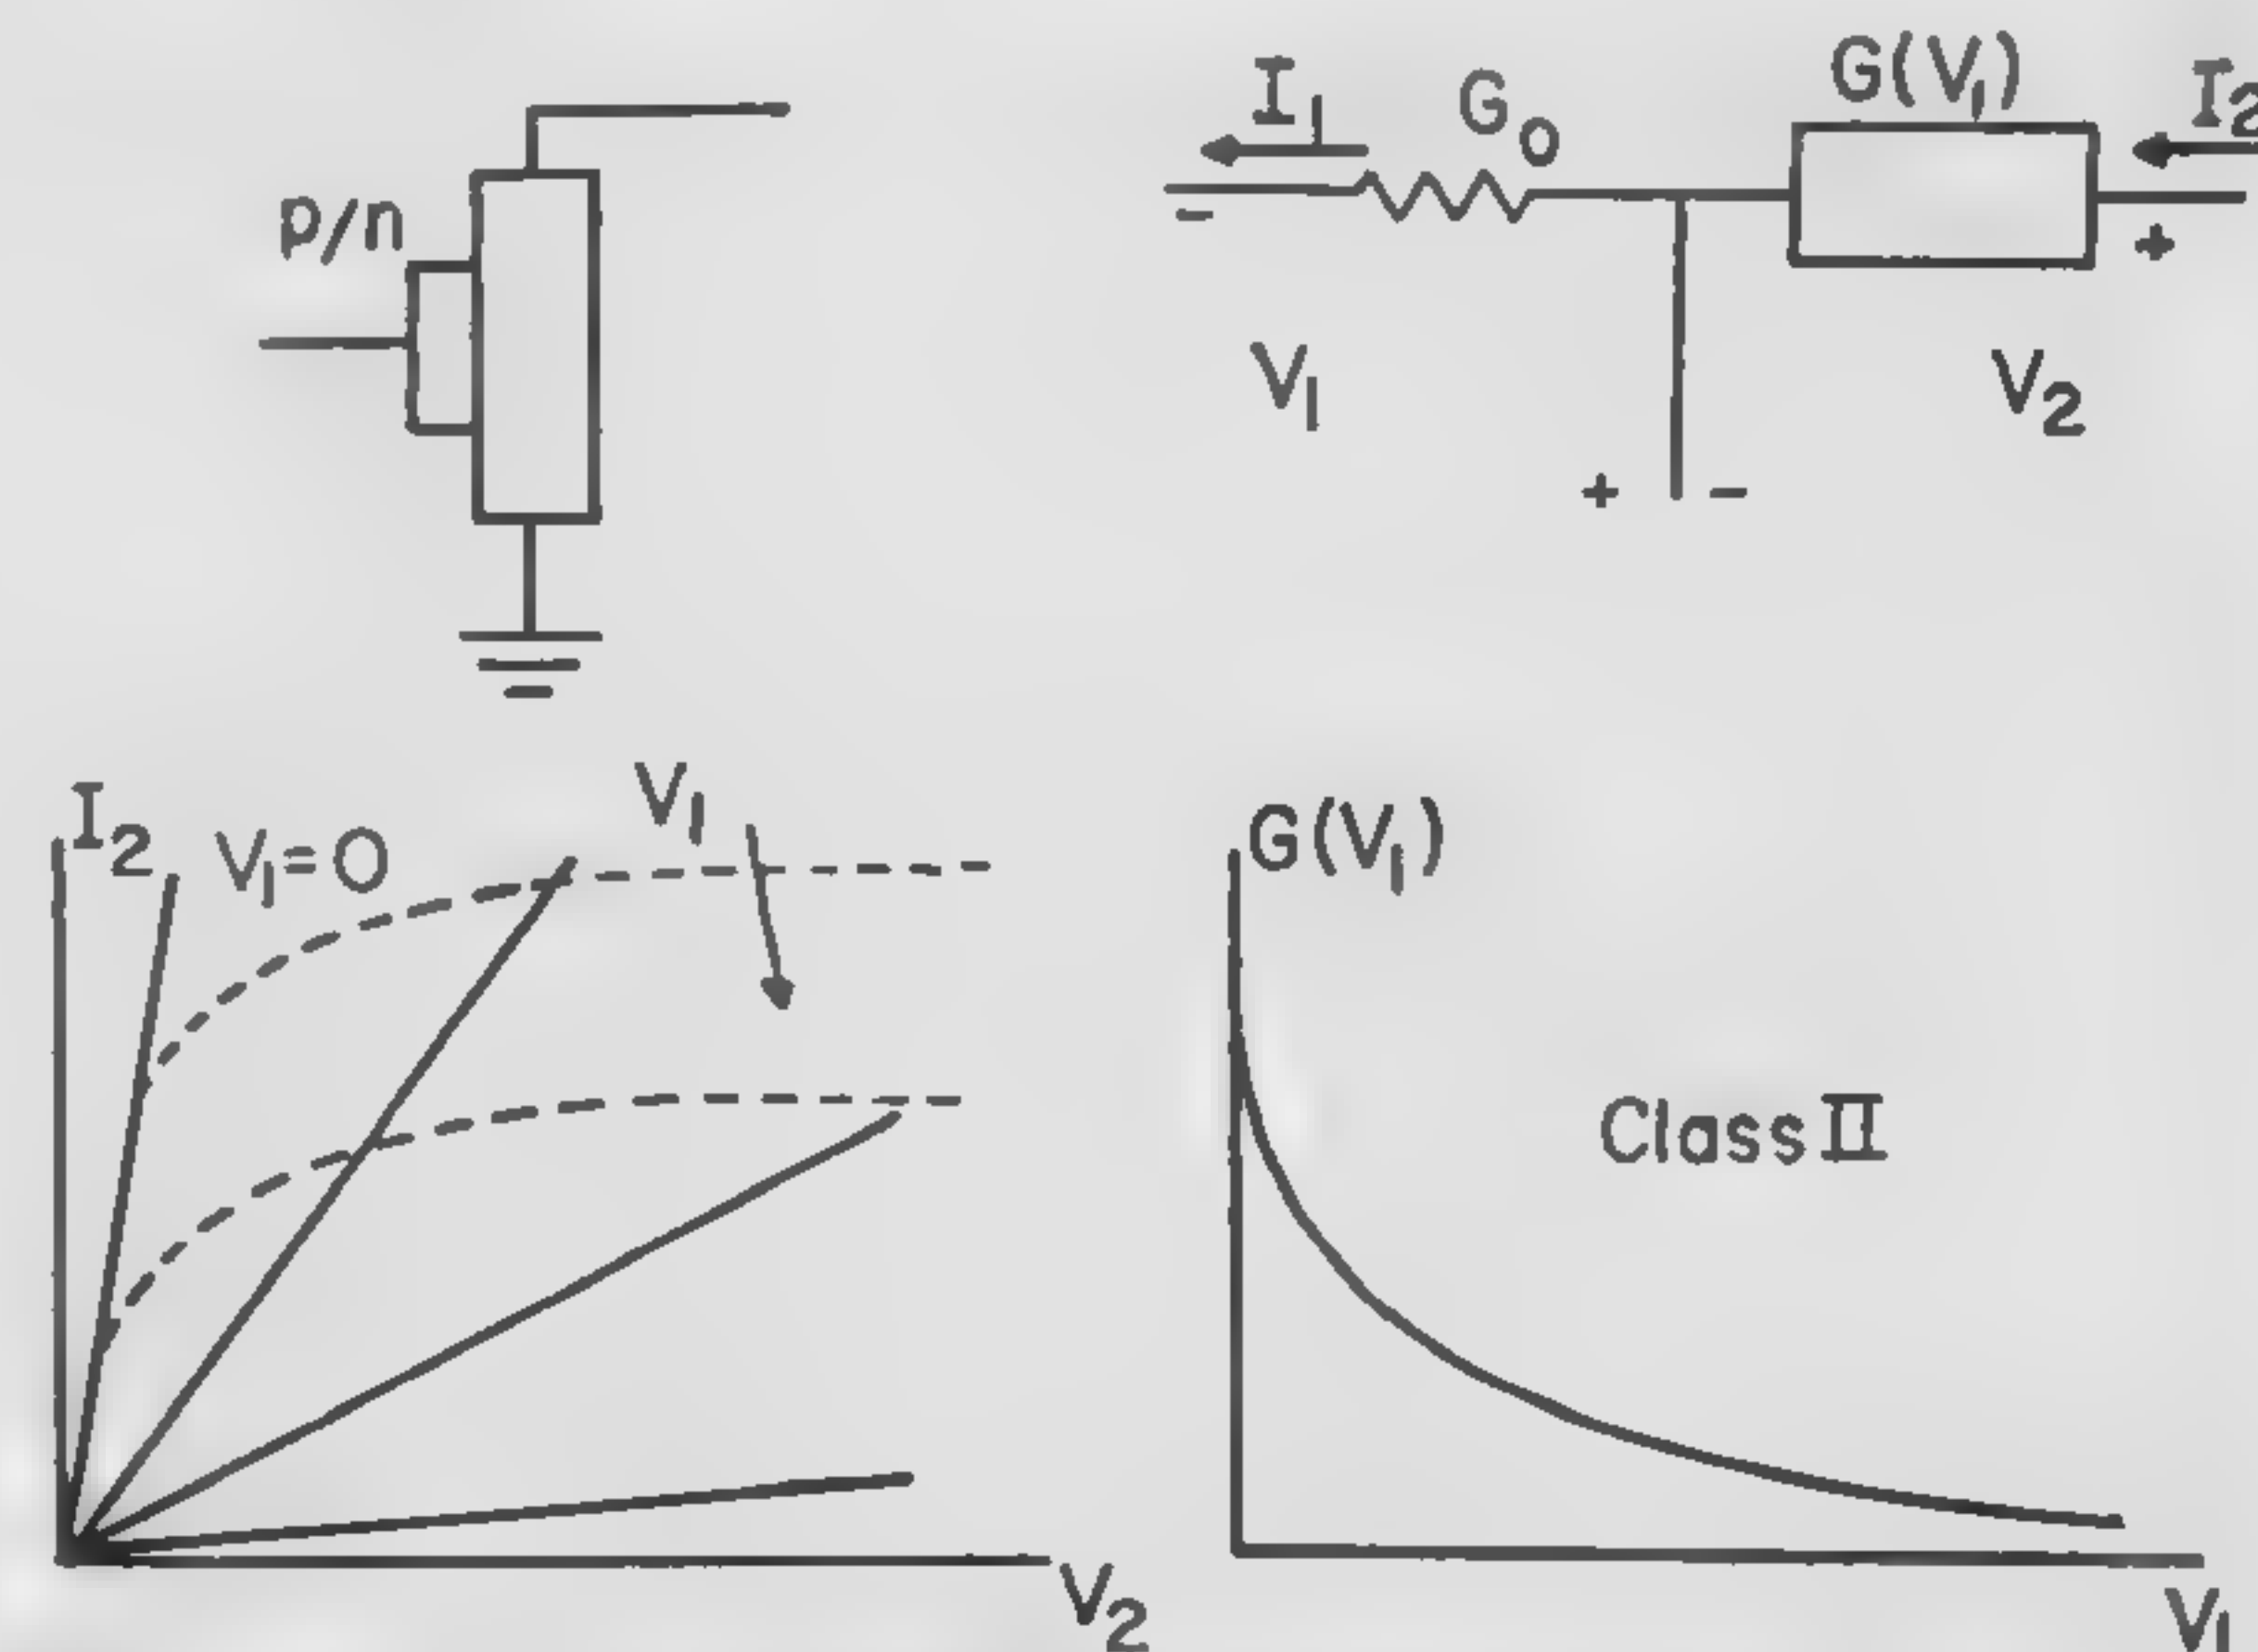 p/n
I1
G0
G(V1)
I2
-
+
V1
V2
+ -
I2
V1=0
V1
V2
G(V1)
Class II
V1